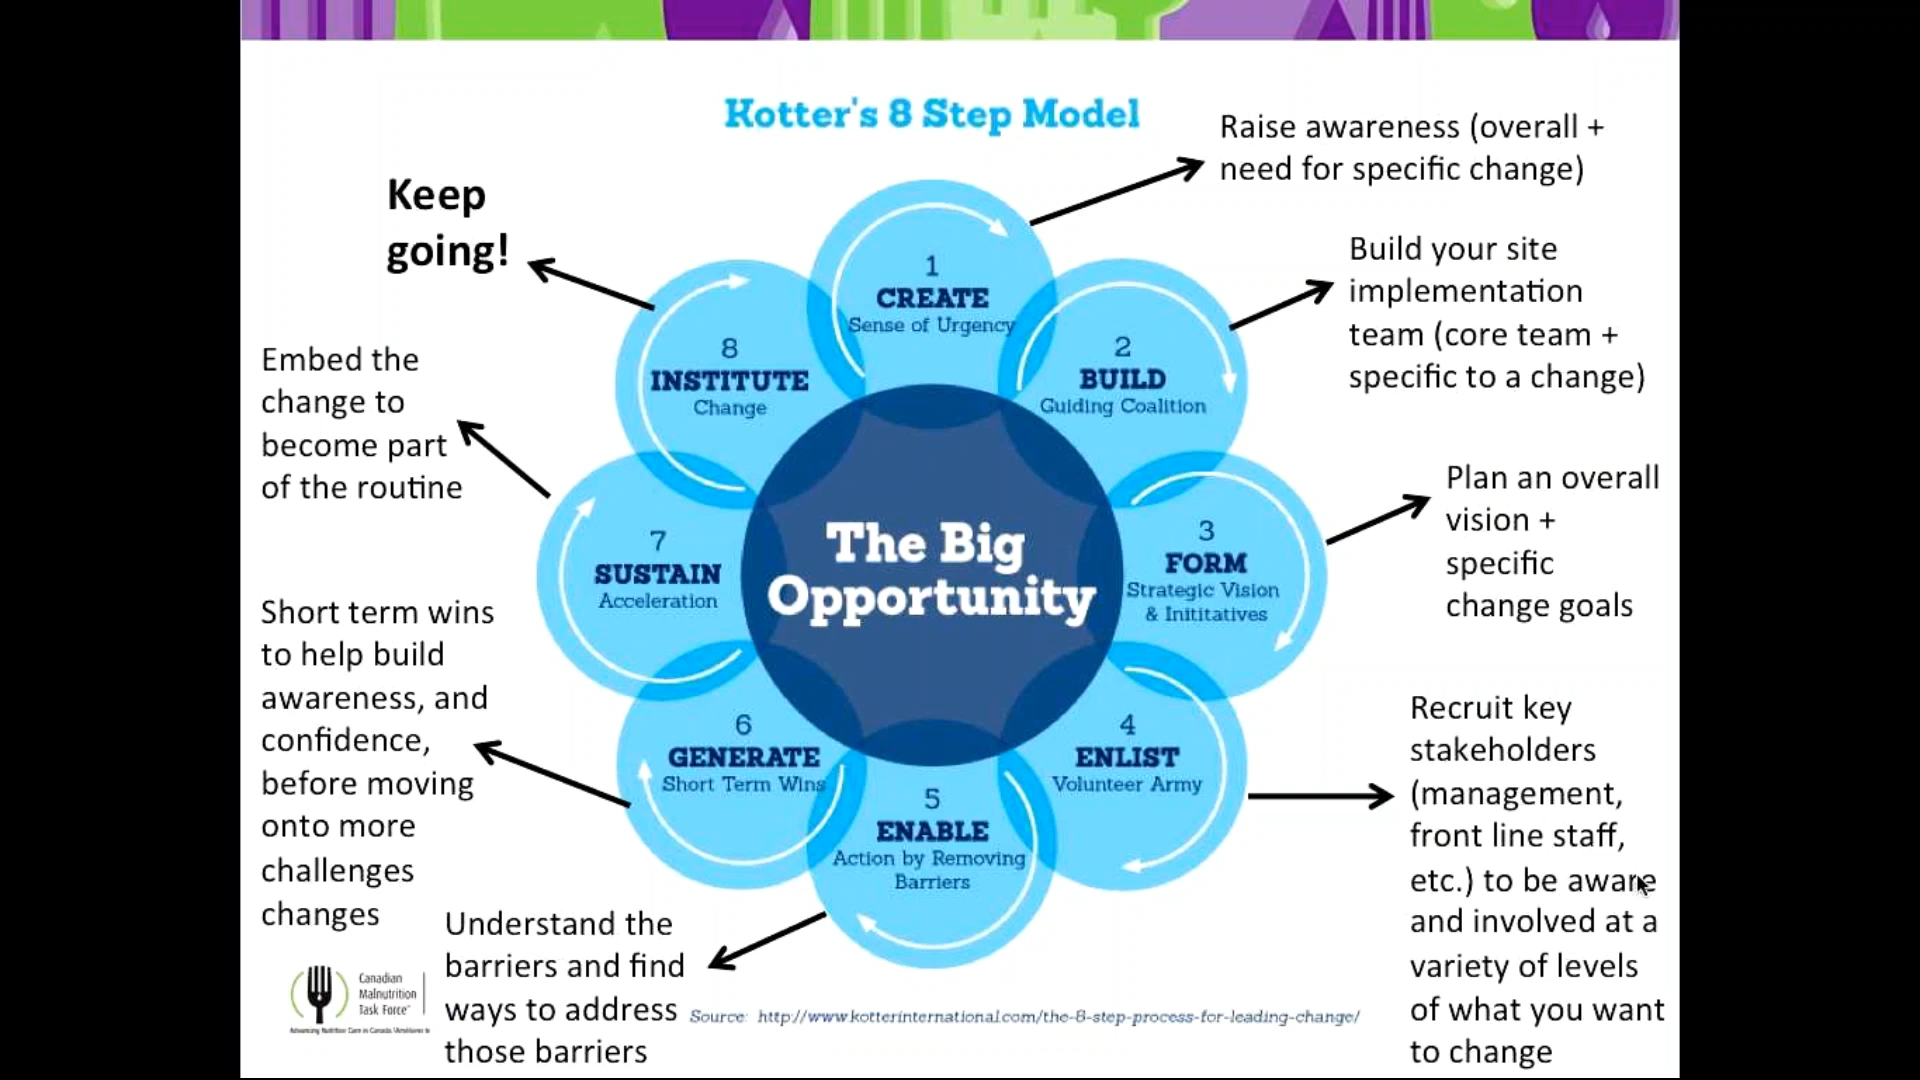 Kotter's 8 Step Model
Raise awareness (overall +
need for specific change)
Keep
going!
Build your site
implementation
team (core team +
specific to a change)
1
CREATE
Sense of Urgency
2
BUILD
Guiding Coalition
8
INSTITUTE
Change
Embed the
change to
become part
of the routine
Plan an overall
vision +
specific
change goals
3
FORM
Strategic Vision
& Inititatives
7
SUSTAIN
Acceleration
The Big
Opportunity
Short term wins
to help build
awareness, and
confidence,
before moving
onto more
challenges
changes
6
GENERATE
Short Term Wins
4
ENLIST
Volunteer Army
Recruit key
stakeholders
(management,
front line staff,
etc.) to be aware
and involved at a
variety of levels
of what you want
to change
5
ENABLE
Action by Removing
Barriers
Understand the
barriers and find
ways to address
those barriers
Canadian
Malnutrition
Task Force™
Advancing Nutrition Care in Canada
Source: http://www.kotterinternational.com/the-8-step-process-for-leading-change/